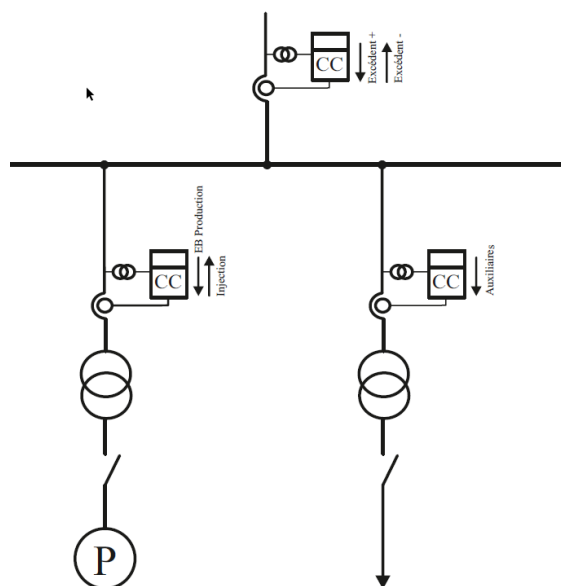 CC
Excédent +
Excédent -
CC
EB Production
Injection
CC
Auxiliaires
P